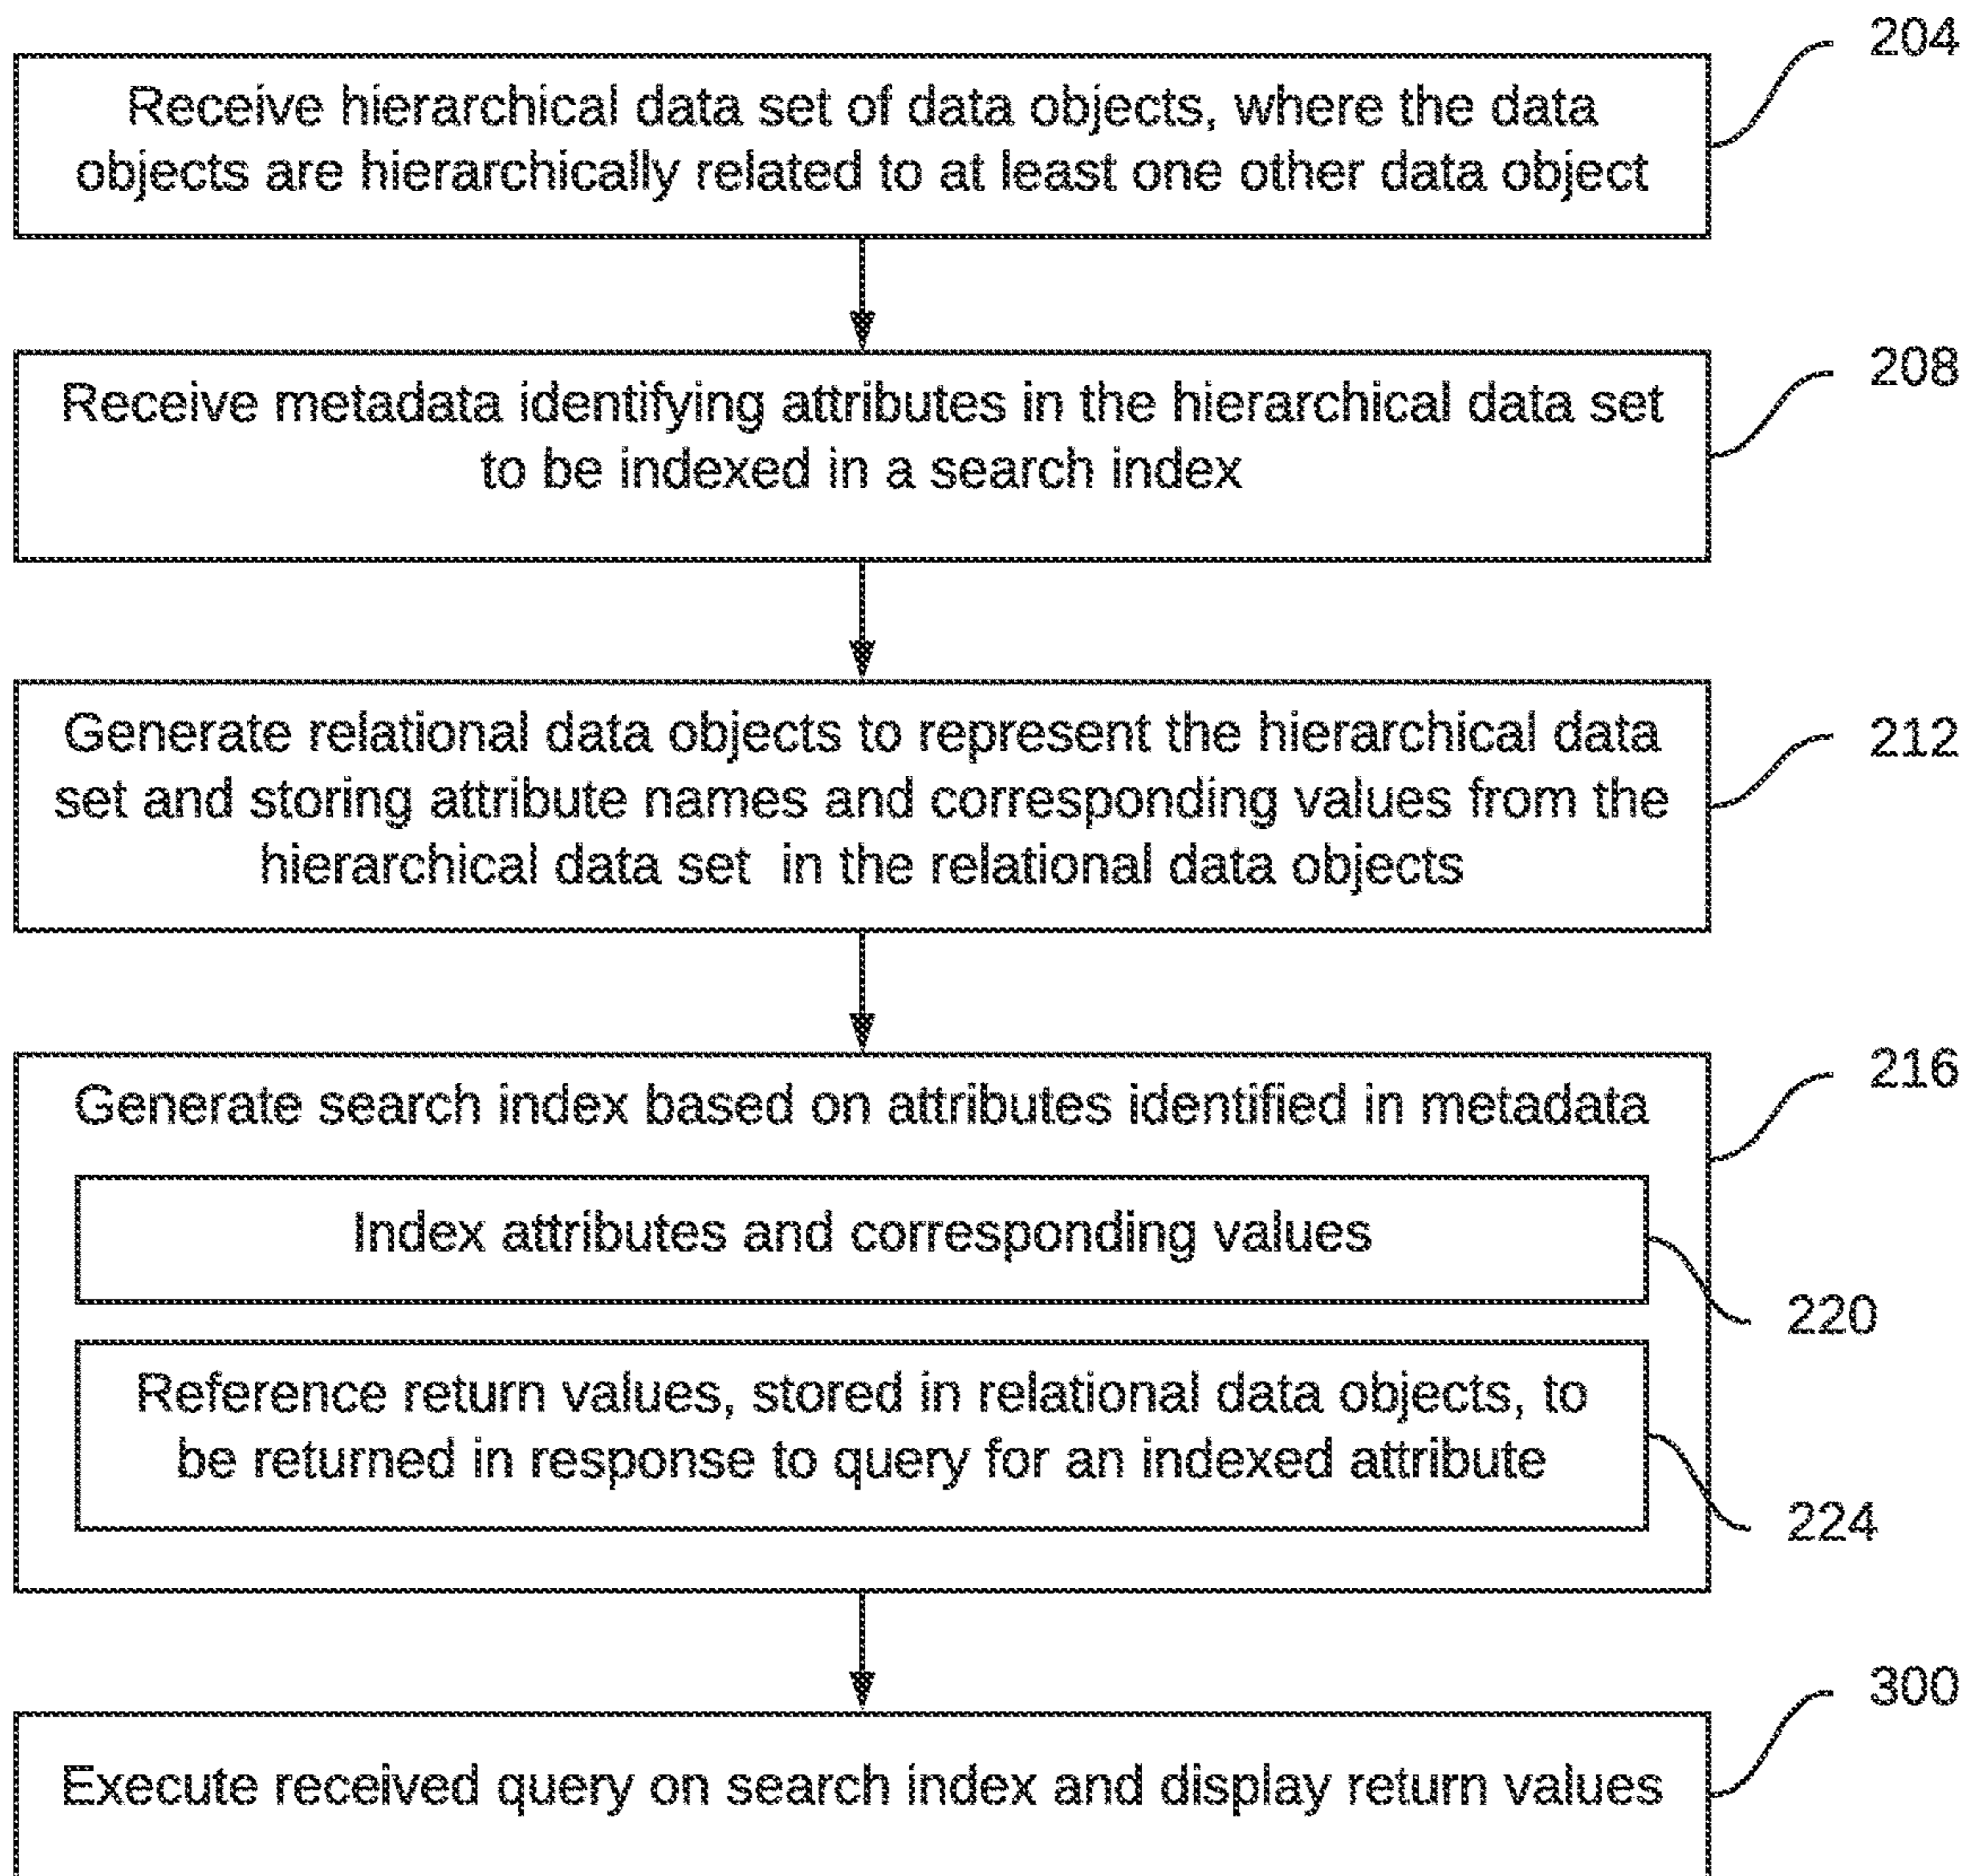 204
Receive hierarchical data set of data objects, where the data
objects are hierarchically related to at least one other data object
208
Receive metadata identifying attributes in the hierarchical data set
to be indexed in a search index
212
Generate relational data objects to represent the hierarchical data
set and storing attribute names and corresponding values from the
hierarchical data set in the relational data objects
216
Generate search index based on attributes identified in metadata
Index attributes and corresponding values
220
Reference return values, stored in relational data objects, to
be returned in response to query for an indexed attribute
224
300
Execute received query on search index and display return values